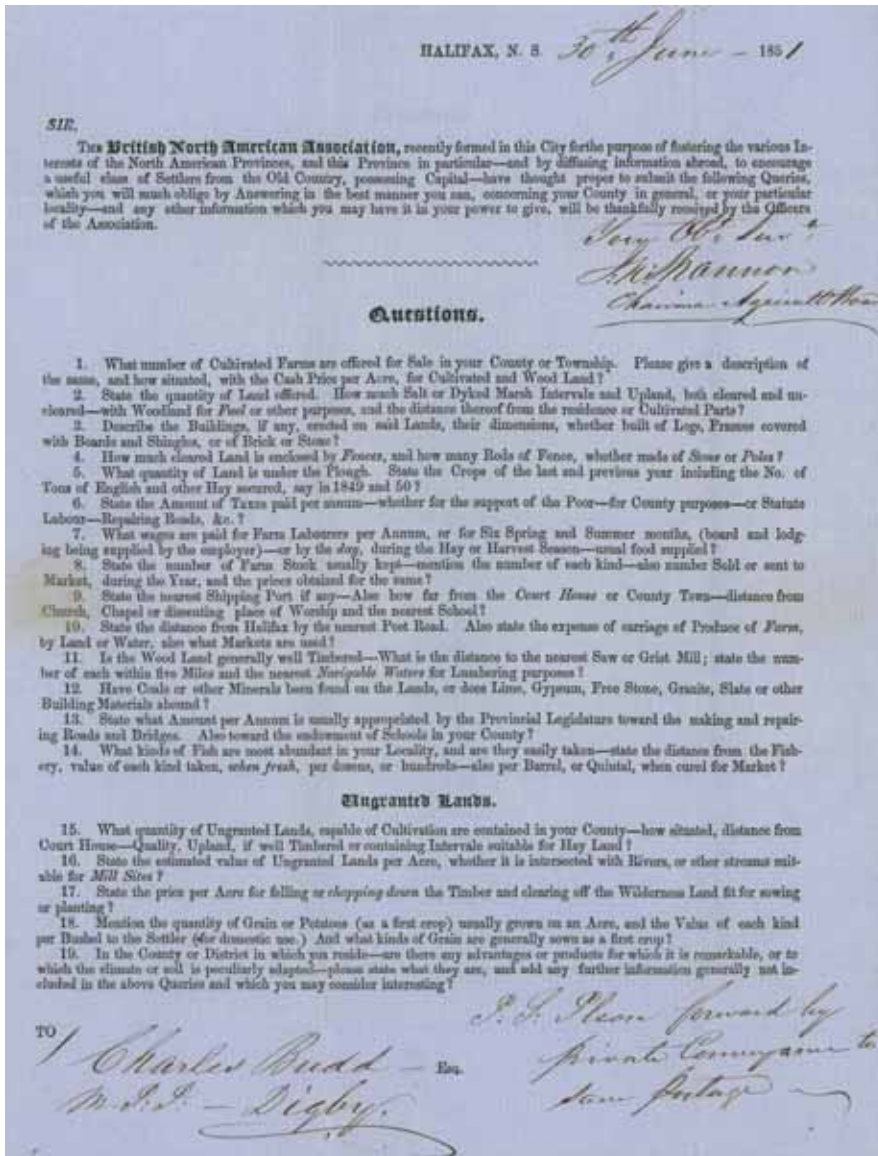 HALIFAX, N. S. 30th June – 1851
SIR,
THE British North American Association, recently formed in this City forthe purpose of fostering the various In-
terests of the North American Provinces, and this Province in particular—and by diffusing information abroad, to encourage
a useful class of Settlers from the Old Country, possessing Capital—have thought proper to submit the following Queries,
which you will much oblige by Answering in the best manner you can, concerning your County in general, or your particular
locality—and any other information which you may have it in your power to give, will be thankfully received by the Officers
of the Association.
Chairman
Questions.
1. What number of Cultivated Farms are offered for Sale in your County or Township. Please give a description of
the same, and how situated, with the Cash Price per Acre, for Cultivated and Wood Land?
2. State the quantity of Land offered. How much Salt or Dyked Marsh Intervale and Upland, both cleared and un-
cleared—with Woodland for Fuel or other purposes, and the distance thereof from the residence or Cultivated Parts?
3. Describe the Buildings, if any, erected on said Lands, their dimensions, whether built of Logs, Frames covered
with Boards and Shingles, or of Brick or Stone?
4. How much cleared Land is enclosed by Fences, and how many Rods of Fence, whether made of Stone or Poles?
5. What quantity of Land is under the Plough. State the Crops of the last and previous year including the No. of
Tons of English and other Hay secured, say in 1849 and 50?
6. State the Amount of Taxes paid per annum—whether for the support of the Poor—for County purposes—or Statute
Labour—Repairing Roads, &c.?
7. What wages are paid for Farm Labourers per Annum, or for Six Spring and Summer months, (board and lodg-
ing being supplied by the employer)—or by the day, during the Hay or Harvest Season—usual food supplied?
8. State the number of Farm Stock usually kept—mention the number of each kind—also number Sold or sent to
Market, during the Year, and the prices obtained for the same?
9. State the nearest Shipping Port if any—Also how far from the Court House or County Town—distance from
Church, Chapel or dissenting place of Worship and the nearest School?
10. State the distance from Halifax by the nearest Post Road. Also state the expense of carriage of Produce of Farm,
by Land or Water, also what Markets are used?
11. Is the Wood Land generally well Timbered—What is the distance to the nearest Saw or Grist Mill; state the num-
ber of each within five Miles and the nearest Navigable Waters for Lumbering purposes?
12. Have Coals or other Minerals been found on the Lands, or does Lime, Gypsum, Free Stone, Granite, Slate or other
Building Materials abound?
13. State what Amount per Annum is usually appropriated by the Provincial Legislature toward the making and repair-
ing Roads and Bridges. Also toward the endowment of Schools in your County?
14. What kinds of Fish are most abundant in your Locality, and are they easily taken—state the distance from the Fish-
ery, value of each kind taken, when fresh, per dozens, or hundreds—also per Barrel, or Quintal, when cured for Market?
Ungranted Lands.
15. What quantity of Ungranted Lands, capable of Cultivation are contained in your County—how situated, distance from
Court House—Quality, Upland, if well Timbered or containing Intervale suitable for Hay Land?
16. State the estimated value of Ungranted Lands per Acre, whether it is intersected with Rivers, or other streams suit-
able for Mill Sites?
17. State the price per Acre for felling or chopping down the Timber and clearing off the Wilderness Land fit for sowing
or planting?
18. Mention the quantity of Grain or Potatoes (as a first crop) usually grown on an Acre, and the Value of each kind
per Bushel to the Settler (for domestic use.) And what kinds of Grain are generally sown as a first crop?
19. In the County or District in which you reside—are there any advantages or products for which it is remarkable, or to
which the climate or soil is peculiarly adapted—please state what they are, and add any further information generally not in-
cluded in the above Queries and which you may consider interesting?
P.S. Please forward by
private Conveyance to
save postage
TO
Charles Budd – Esq.
M.P.P. – Digby.